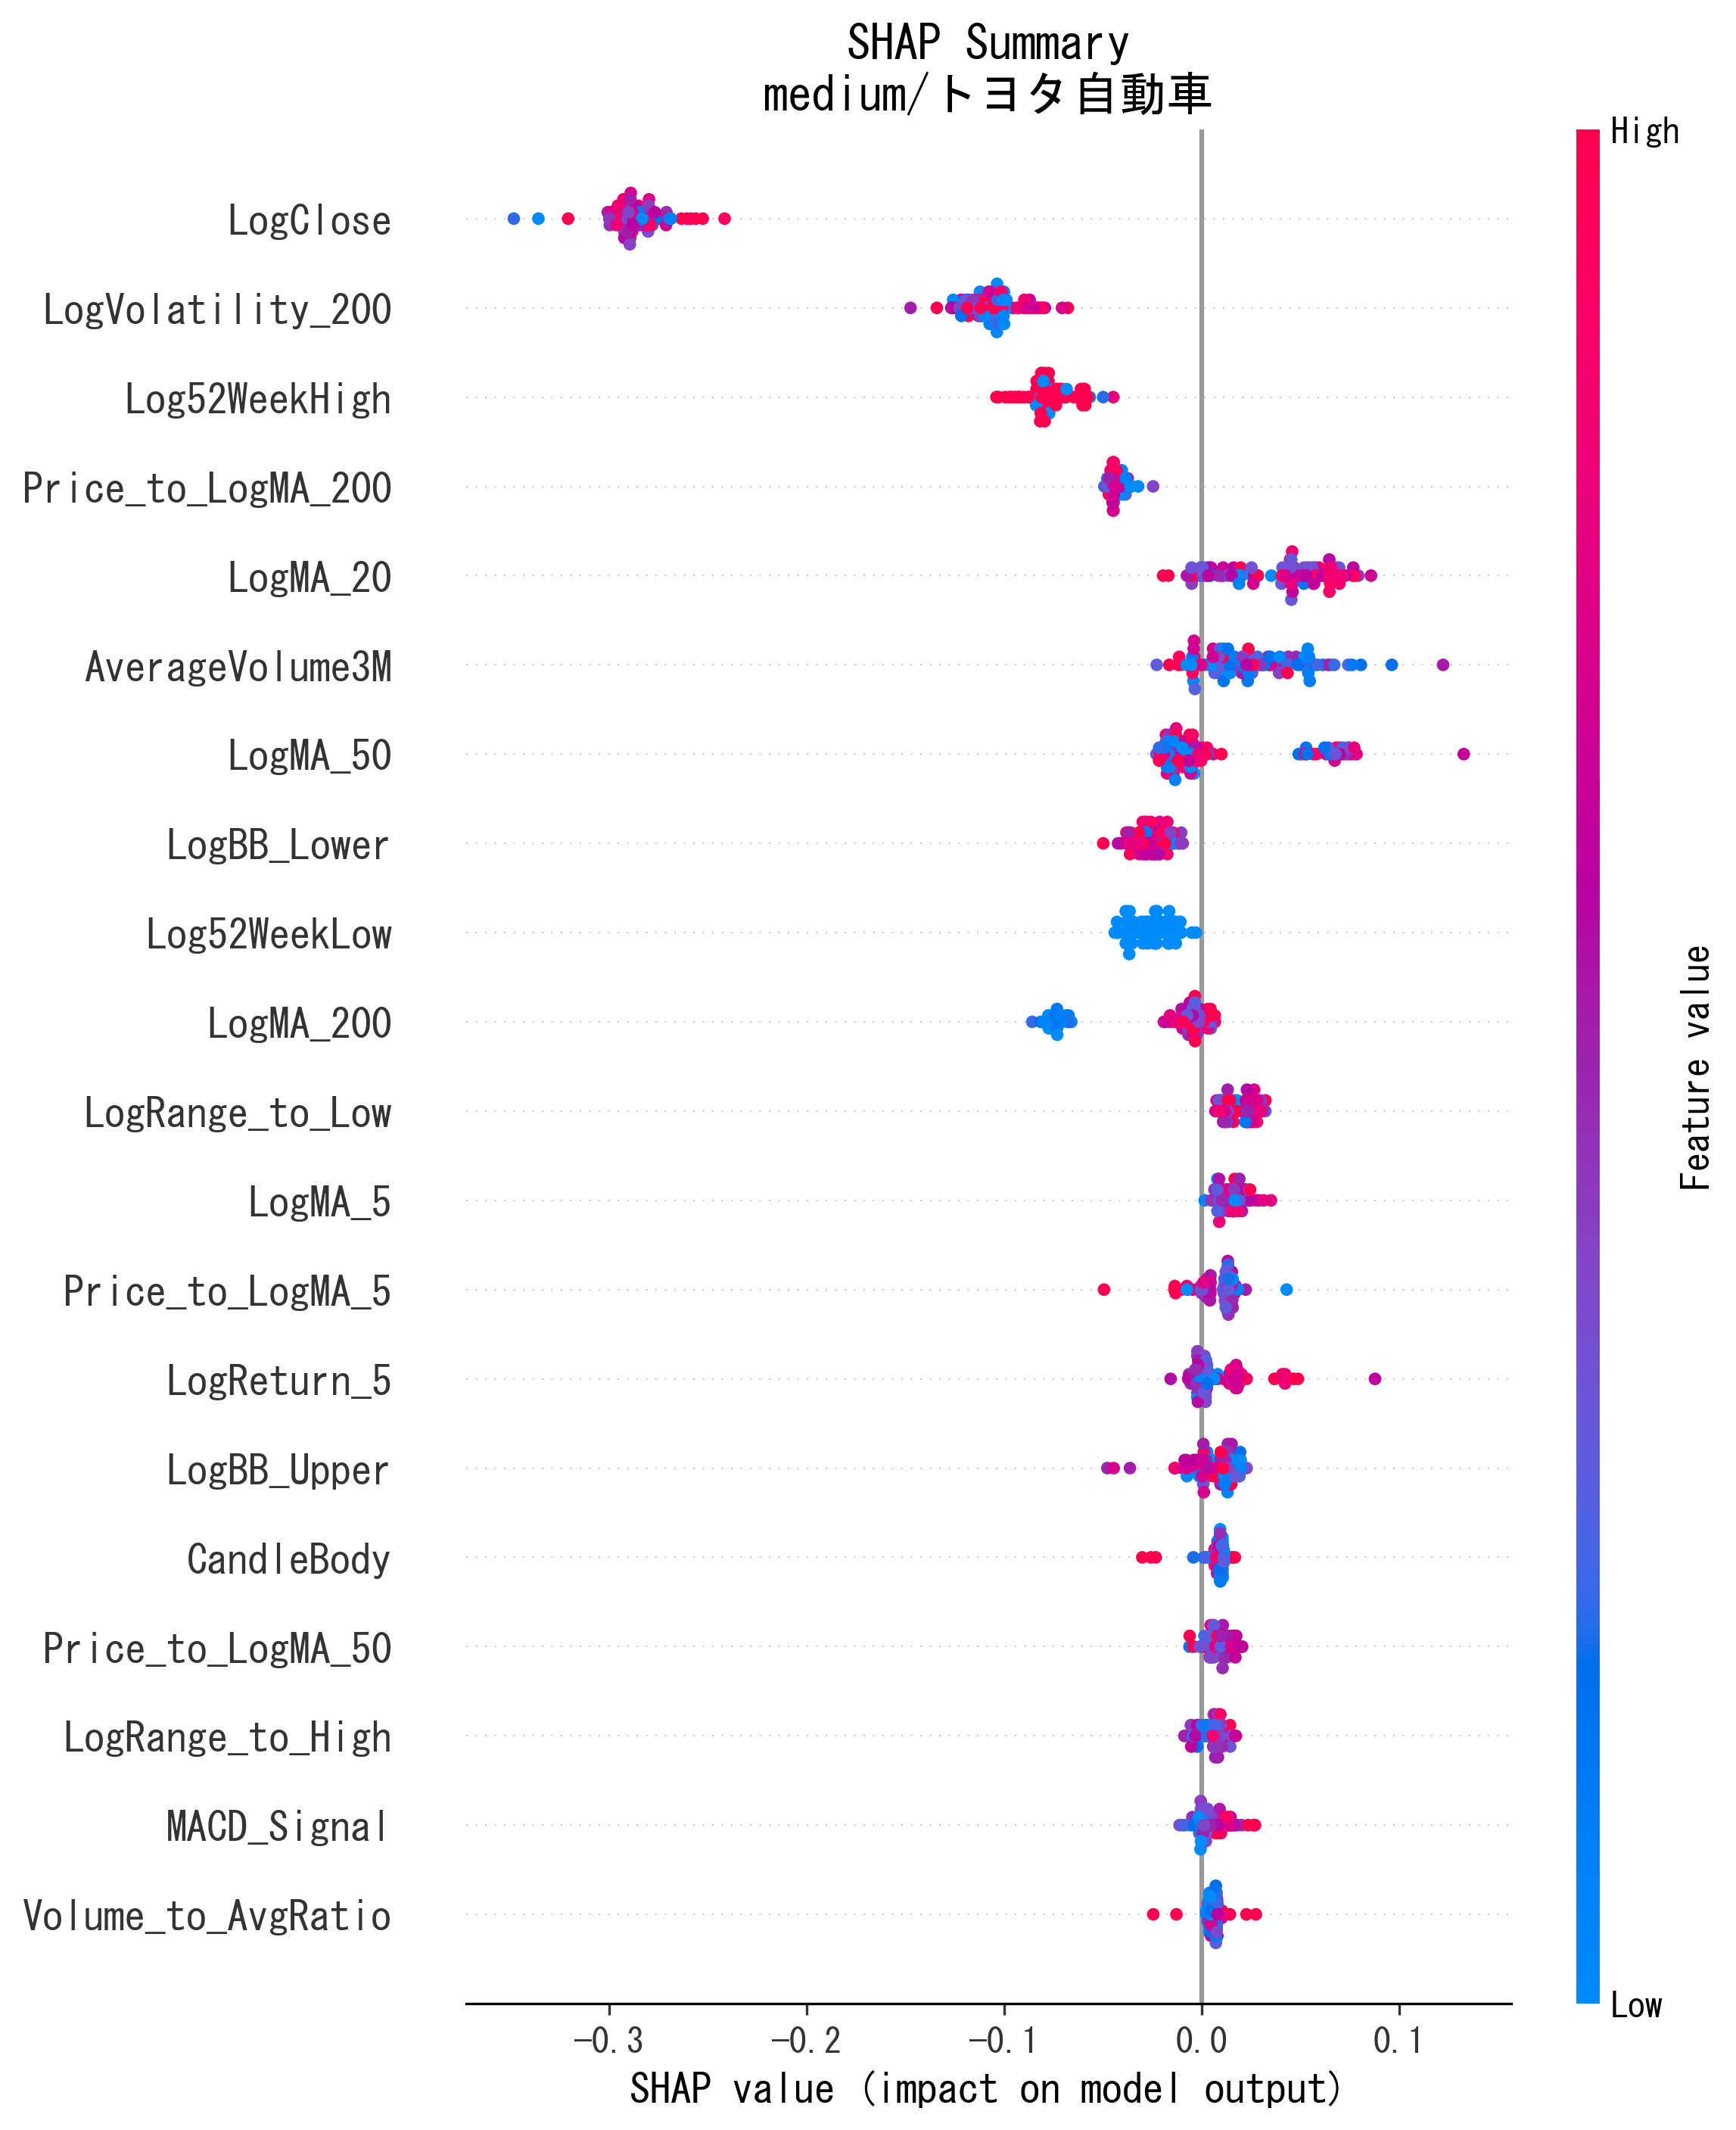 SHAP Summary
medium/トヨタ自動車
High
LogClose
LogVolatility_200
Log52WeekHigh
Price_to_LogMA_200
LogMA_20
AverageVolume3M
LogMA_50
LogBB_Lower
Log52WeekLow
LogMA_200
LogRange_to_Low
LogMA_5
Price_to_LogMA_5
LogReturn_5
LogBB_Upper
CandleBody
Price_to_LogMA_50
LogRange_to_High
MACD_Signal
Volume_to_AvgRatio
Feature value
Low
−0.3 −0.2 −0.1 0.0 0.1
SHAP value (impact on model output)